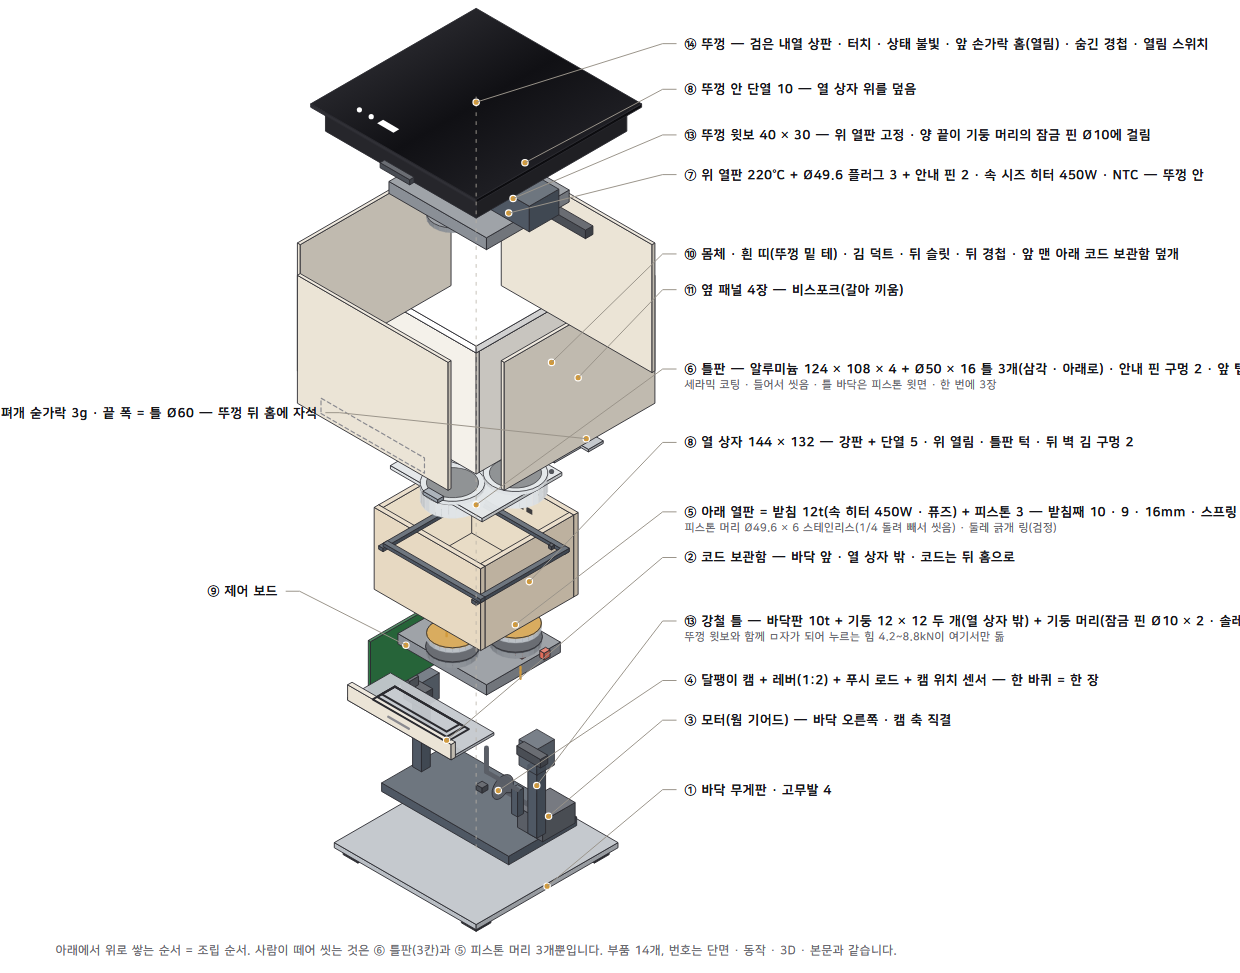 ⑭ 뚜껑 — 검은 내열 상판 · 터치 · 상태 불빛 · 앞 손가락 홈(열림) · 숨긴 경첩 · 열림 스위치
⑧ 뚜껑 안 단열 10 — 열 상자 위를 덮음
⑬ 뚜껑 윗보 40 × 30 — 위 열판 고정 · 양 끝이 기둥 머리의 잠금 핀 Ø10에 걸림
⑦ 위 열판 220℃ + Ø49.6 플러그 3 + 안내 핀 2 · 속 시즈 히터 450W · NTC — 뚜껑 안
⑩ 몸체 · 흰 띠(뚜껑 밑 테) · 김 덕트 · 뒤 슬릿 · 뒤 경첩 · 앞 맨 아래 코드 보관함 덮개
⑪ 옆 패널 4장 — 비스포크(갈아 끼움)
⑥ 틀판 — 알루미늄 124 × 108 × 4 + Ø50 × 16 틀 3개(삼각 · 아래로) · 안내 핀 구멍 2 · 앞
세라믹 코팅 · 들어서 씻음 · 틀 바닥은 피스톤 윗면 · 한 번에 3장
펴개 숟가락 3g · 끝 폭 = 틀 Ø60 — 뚜껑 뒤 홈에 자석
⑧ 열 상자 144 × 132 — 강판 + 단열 5 · 위 열림 · 틀판 턱 · 뒤 벽 김 구멍 2
⑤ 아래 열판 = 받침 12t(속 히터 450W · 퓨즈) + 피스톤 3 — 받침째 10 · 9 · 16mm · 스프링
피스톤 머리 Ø49.6 × 6 스테인리스(1/4 돌려 빼서 씻음) · 둘레 긁개 링(검정)
② 코드 보관함 — 바닥 앞 · 열 상자 밖 · 코드는 뒤 홈으로
⑨ 제어 보드
⑬ 강철 틀 — 바닥판 10t + 기둥 12 × 12 두 개(열 상자 밖) + 기둥 머리(잠금 핀 Ø10 × 2 · 솔레
뚜껑 윗보와 함께 ㅁ자가 되어 누르는 힘 4.2~8.8kN이 여기서만 돎
④ 달팽이 캠 + 레버(1:2) + 푸시 로드 + 캠 위치 센서 — 한 바퀴 = 한 장
③ 모터(웜 기어드) — 바닥 오른쪽 · 캠 축 직결
① 바닥 무게판 · 고무발 4
아래에서 위로 쌓는 순서 = 조립 순서. 사람이 떼어 씻는 것은 ⑥ 틀판(3칸)과 ⑤ 피스톤 머리 3개뿐입니다. 부품 14개, 번호는 단면 · 동작 · 3D · 본문과 같습니다.